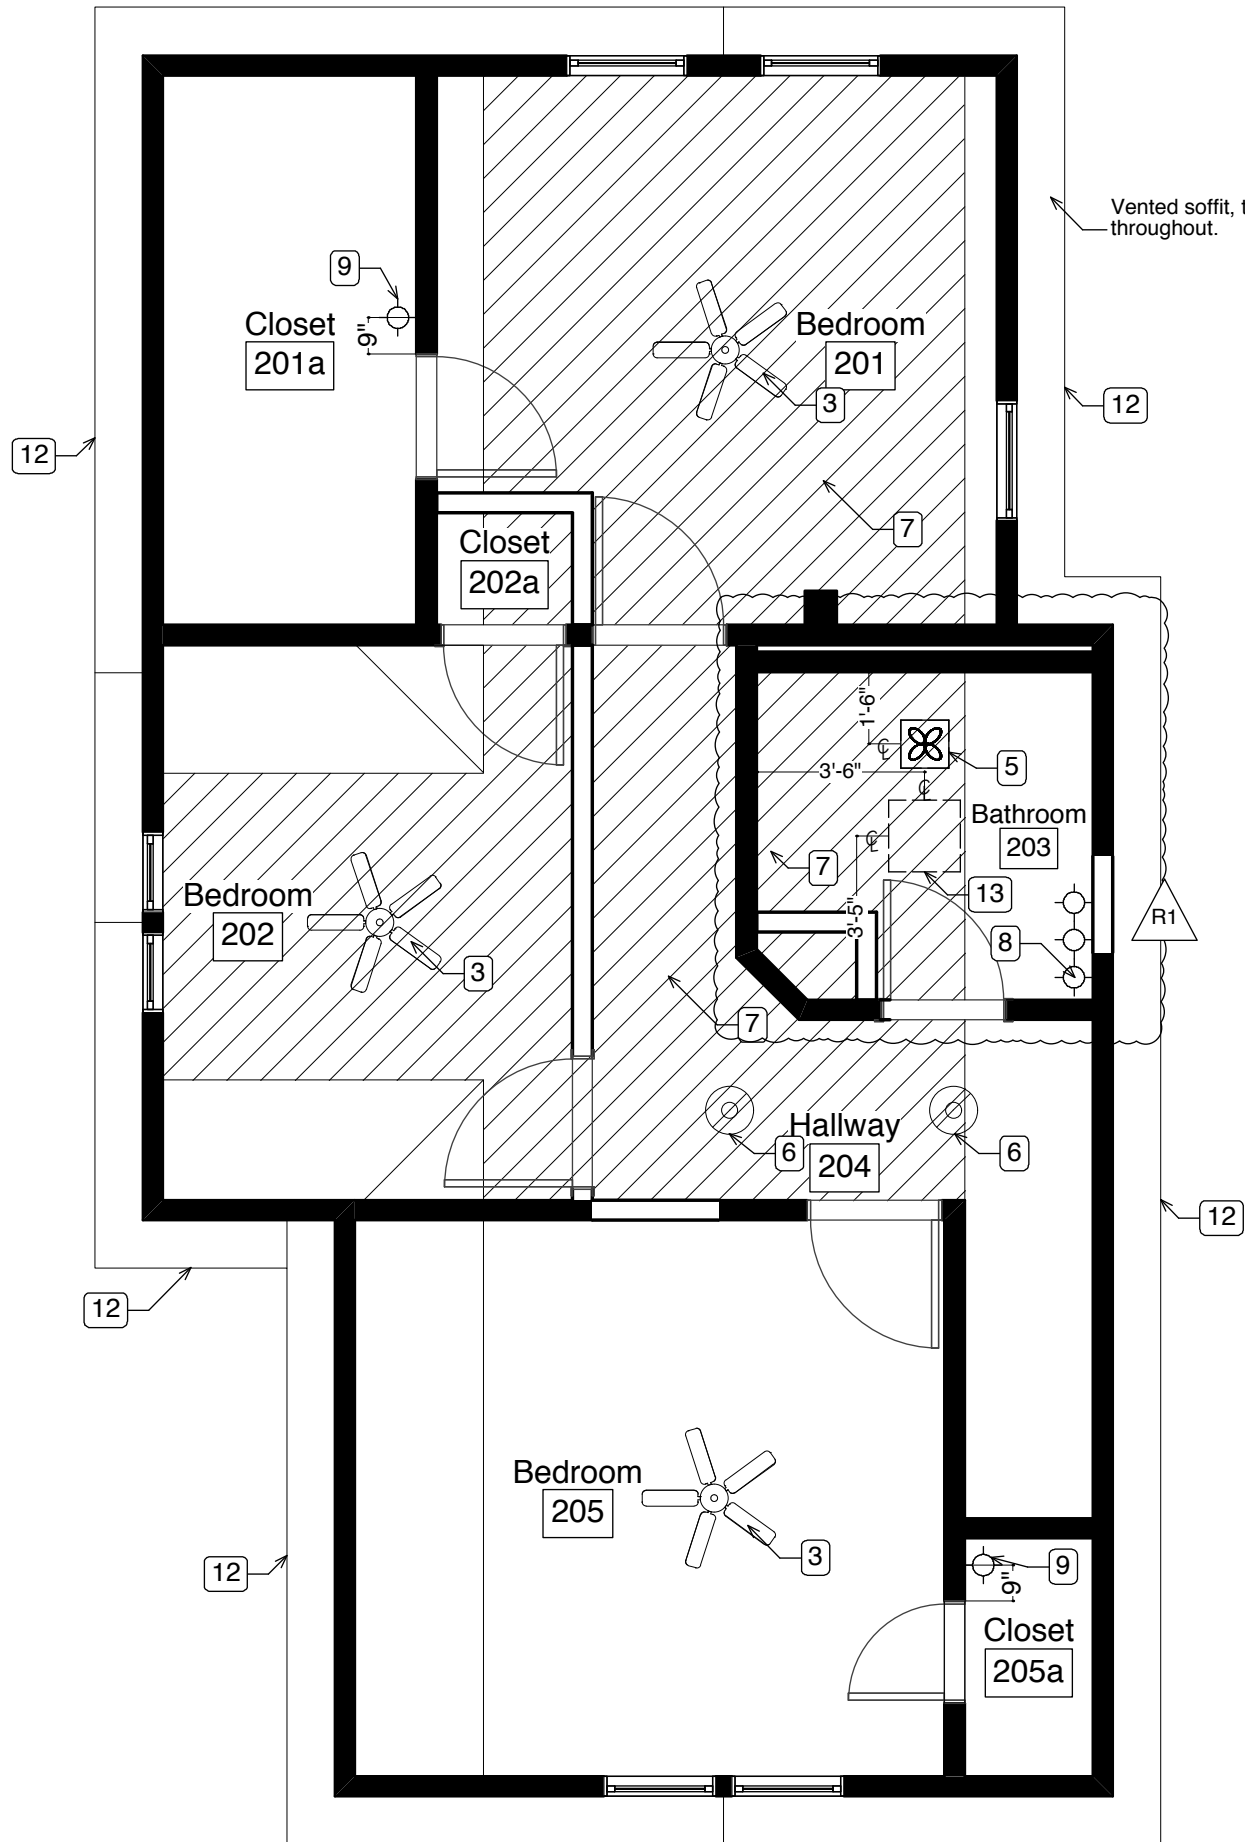 Vented soffit, t
throughout.
9
Closet
201a
9"
Bedroom
201
3
12
12
7
Closet
202a
1'-6"
℄
5
3'-6"
℄
Bathroom
203
℄
7
13
3'-5"
R1
8
Bedroom
202
3
7
Hallway
204
6
6
12
12
Bedroom
205
3
12
9
9"
Closet
205a